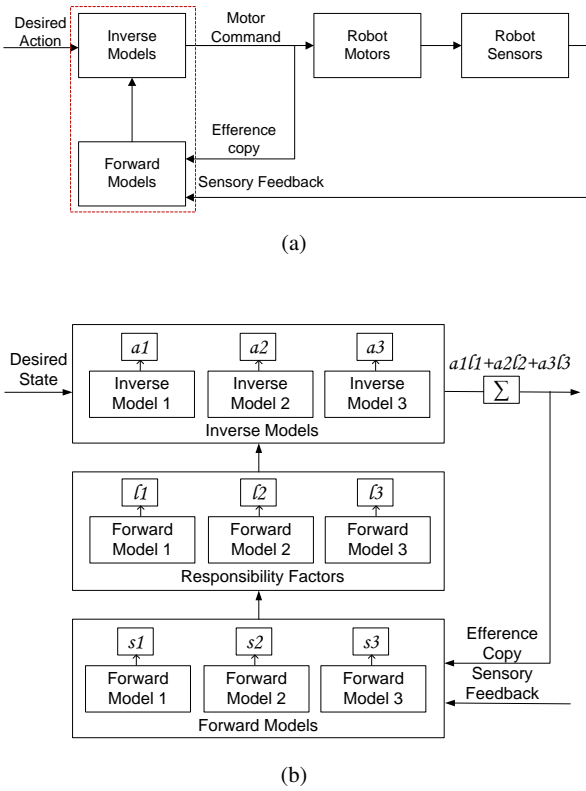 Desired
Action
Inverse
Models
Motor
Command
Robot
Motors
Robot
Sensors
Efference
copy
Forward
Models
Sensory Feedback
(a)
Desired
State
a1
a2
a3
Inverse
Model 1
Inverse
Model 2
Inverse
Model 3
Inverse Models
a1l1+a2l2+a3l3
∑
l1
l2
l3
Forward
Model 1
Forward
Model 2
Forward
Model 3
Responsibility Factors
s1
s2
s3
Forward
Model 1
Forward
Model 2
Forward
Model 3
Forward Models
Efference
Copy
Sensory
Feedback
(b)